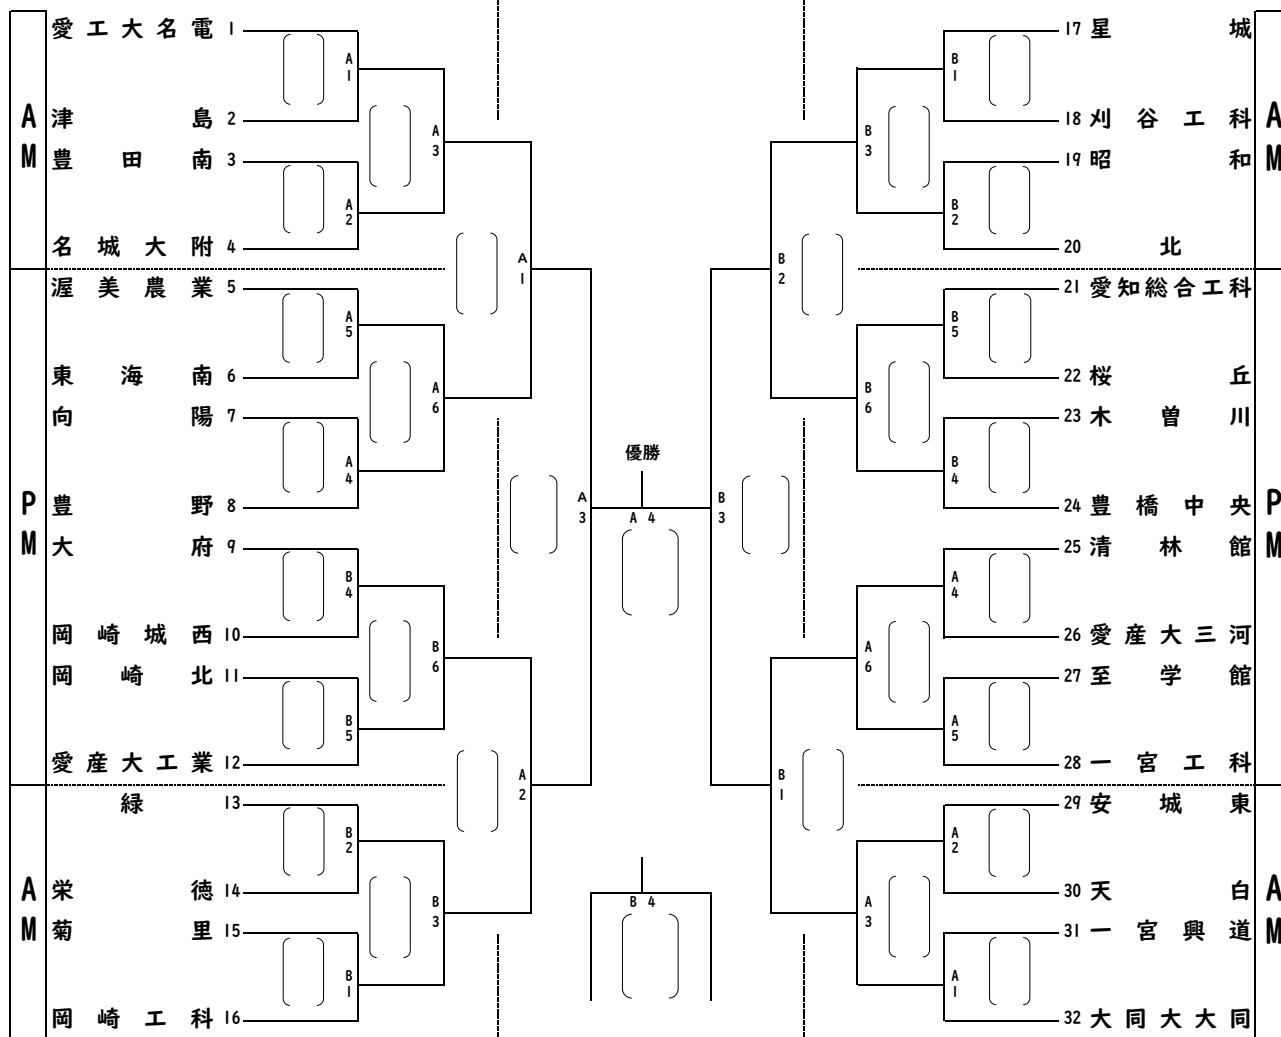 AM
愛工大名電 1
A1
津島 2
A3
豊田南 3
A2
名城大附 4
A1
PM
渥美農業 5
A5
東海南 6
A6
向陽 7
A4
豊野 8
A3
大府 9
B4
岡崎城西 10
B6
岡崎北 11
B5
愛産大工業 12
A2
AM
緑 13
B2
栄徳 14
B3
菊里 15
B1
岡崎工科 16
優勝
A 4
B 4
AM
17 星城
B1
18 刈谷工科
B3
19 昭和
B2
20 北
B2
PM
21 愛知総合工科
B5
22 桜丘
B6
23 木曽川
B4
24 豊橋中央
B3
25 清林館
A4
26 愛産大三河
A6
27 至学館
A5
28 一宮工科
B1
AM
29 安城東
A2
30 天白
A3
31 一宮興道
A1
32 大同大大同